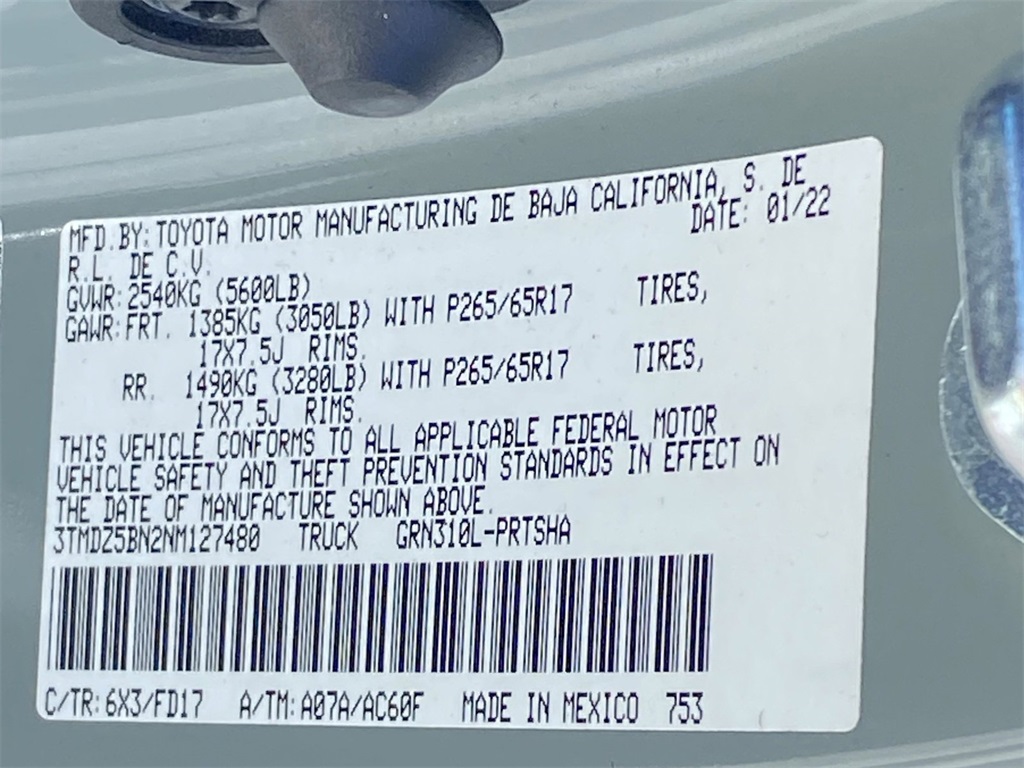 MFD.BY:TOYOTA MOTOR MANUFACTURING DE BAJA CALIFORNIA, S. DE
R.L. DE C.V. DATE: 01/22
GVWR:2540KG (5600LB)
GAWR:FRT. 1385KG (3050LB) WITH P265/65R17 TIRES,
17X7.5J RIMS.
RR. 1490KG (3280LB) WITH P265/65R17 TIRES,
17X7.5J RIMS.
THIS VEHICLE CONFORMS TO ALL APPLICABLE FEDERAL MOTOR
VEHICLE SAFETY AND THEFT PREVENTION STANDARDS IN EFFECT ON
THE DATE OF MANUFACTURE SHOWN ABOVE.
3TMDZ5BN2NM127480 TRUCK GRN310L-PRTSHA
C/TR:6X3/FD17 A/TM:A07A/AC60F MADE IN MEXICO 753